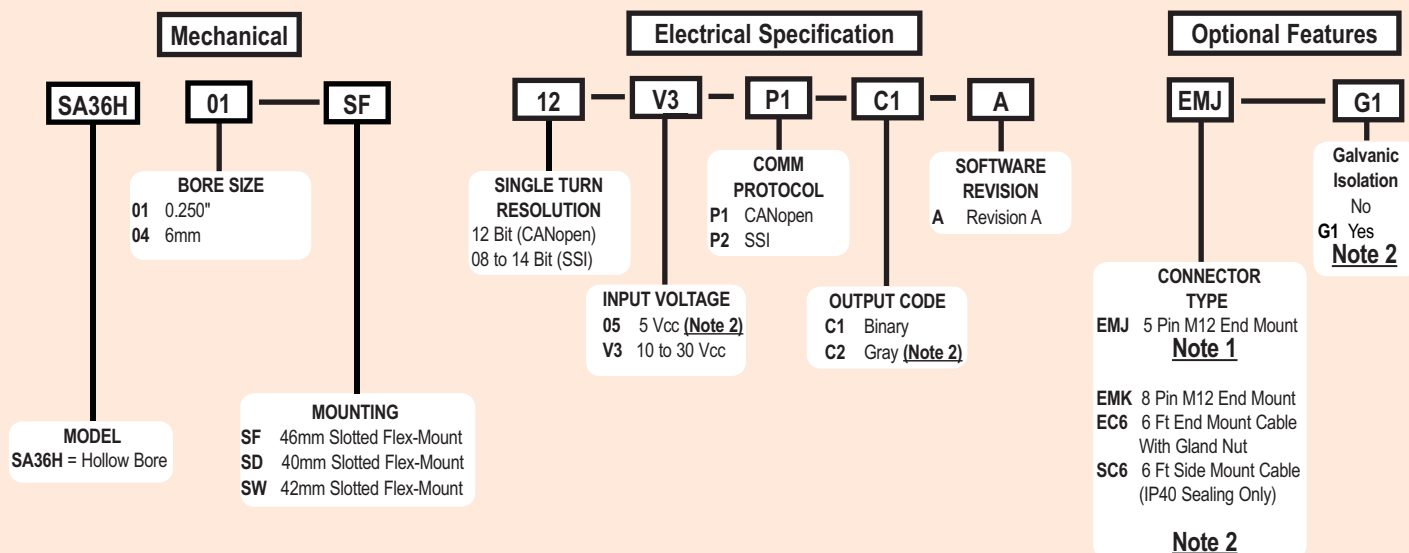 Mechanical
Electrical Specification
Optional Features
SA36H 01 SF 12 V3 P1 C1 A EMJ G1
BORE SIZE
01 0.250"
04 6mm
SINGLE TURN
RESOLUTION
12 Bit (CANopen)
08 to 14 Bit (SSI)
COMM
PROTOCOL
P1 CANopen
P2 SSI
SOFTWARE
REVISION
A Revision A
Galvanic
Isolation
No
G1 Yes
Note 2
INPUT VOLTAGE
05 5 Vcc (Note 2)
V3 10 to 30 Vcc
OUTPUT CODE
C1 Binary
C2 Gray (Note 2)
CONNECTOR
TYPE
EMJ 5 Pin M12 End Mount
Note 1
EMK 8 Pin M12 End Mount
EC6 6 Ft End Mount Cable
With Gland Nut
SC6 6 Ft Side Mount Cable
(IP40 Sealing Only)
Note 2
MODEL
SA36H = Hollow Bore
MOUNTING
SF 46mm Slotted Flex-Mount
SD 40mm Slotted Flex-Mount
SW 42mm Slotted Flex-Mount